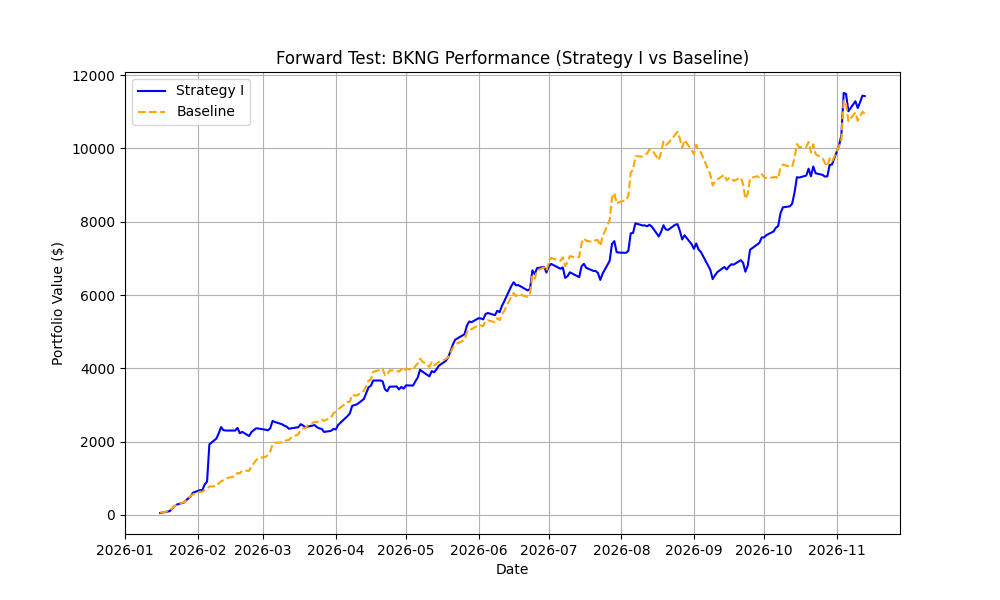 Forward Test: BKNG Performance (Strategy I vs Baseline)
Strategy I
Baseline
Portfolio Value ($)
12000
10000
8000
6000
4000
2000
0
2026-01 2026-02 2026-03 2026-04 2026-05 2026-06 2026-07 2026-08 2026-09 2026-10 2026-11
Date